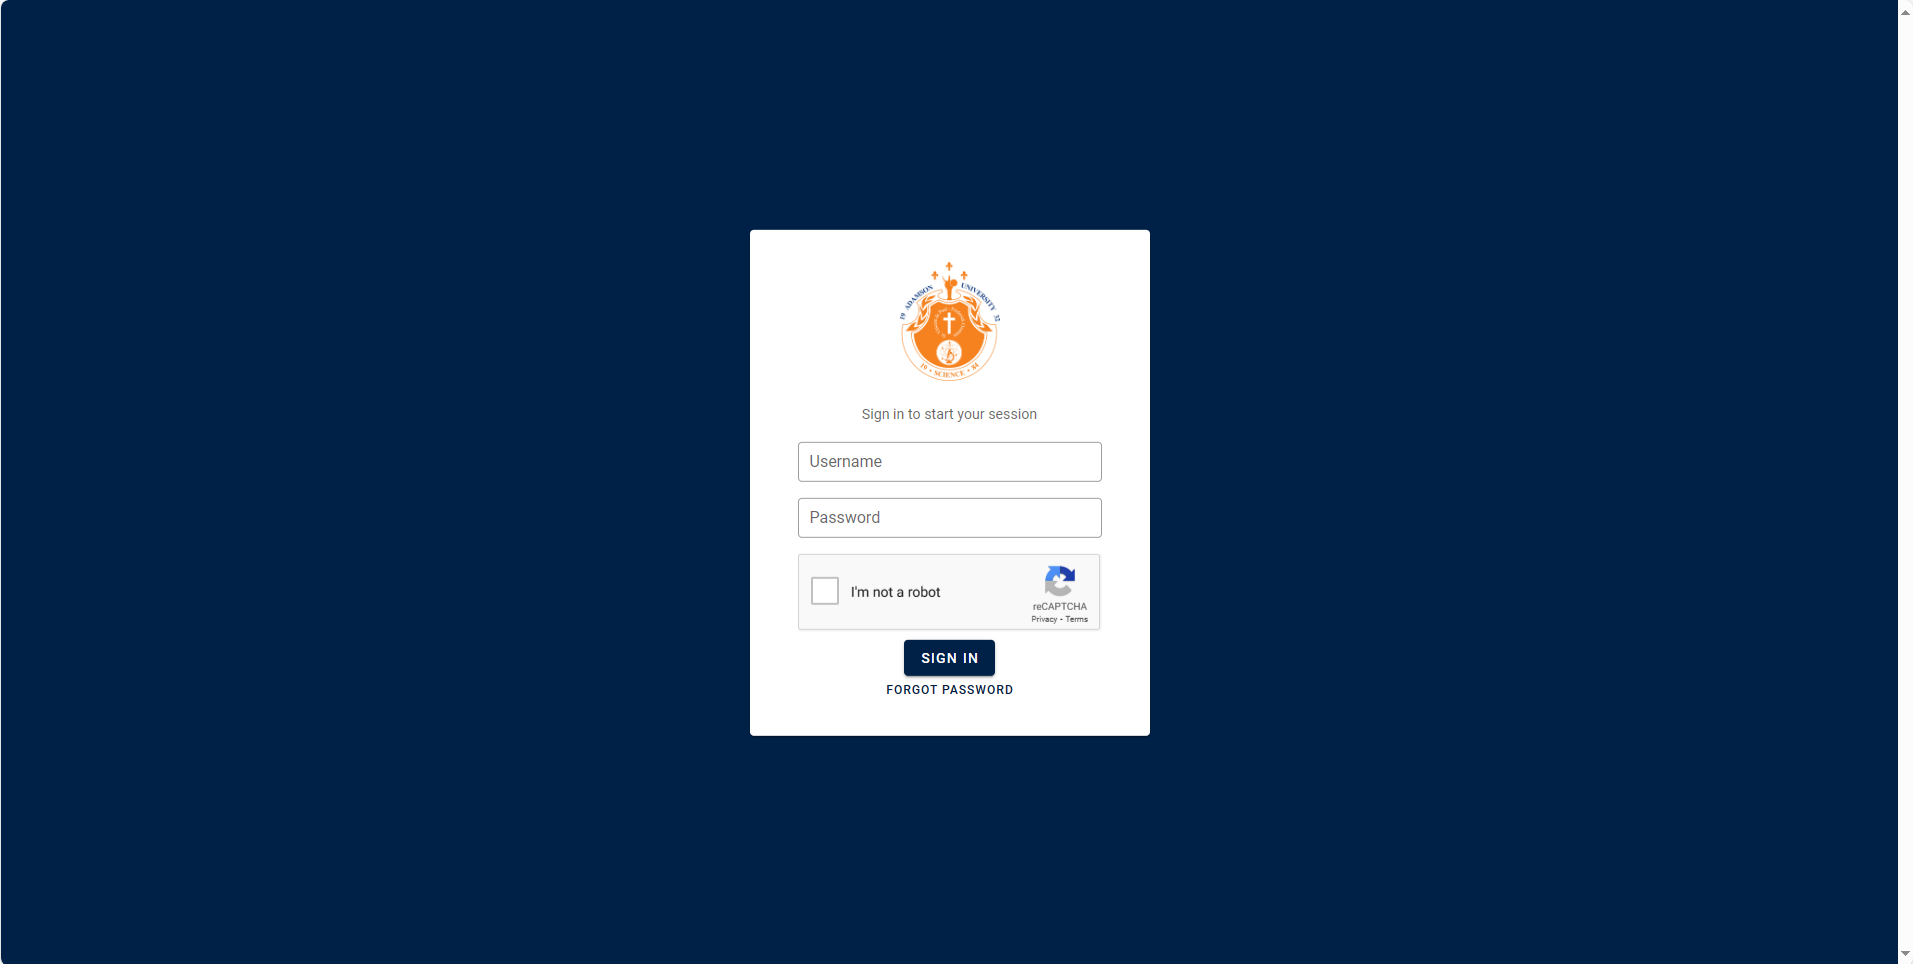 19 ADAMSON UNIVERSITY 32
19 • SCIENCE • 84
Sign in to start your session
Username
Password
I'm not a robot
reCAPTCHA
Privacy - Terms
SIGN IN
FORGOT PASSWORD